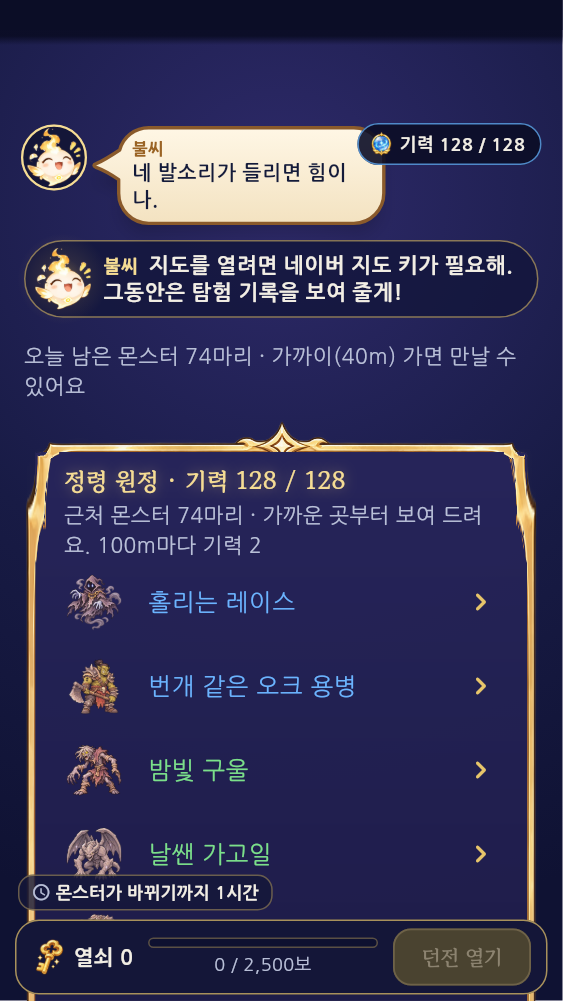 불씨
네 발소리가 들리면 힘이
나.
기력 128 / 128
불씨 지도를 열려면 네이버 지도 키가 필요해.
그동안은 탐험 기록을 보여 줄게!
오늘 남은 몬스터 74마리 · 가까이(40m) 가면 만날 수
있어요
정령 원정 · 기력 128 / 128
근처 몬스터 74마리 · 가까운 곳부터 보여 드려
요. 100m마다 기력 2
홀리는 레이스
번개 같은 오크 용병
밤빛 구울
날쌘 가고일
몬스터가 바뀌기까지 1시간
열쇠 0
0 / 2,500보
던전 열기